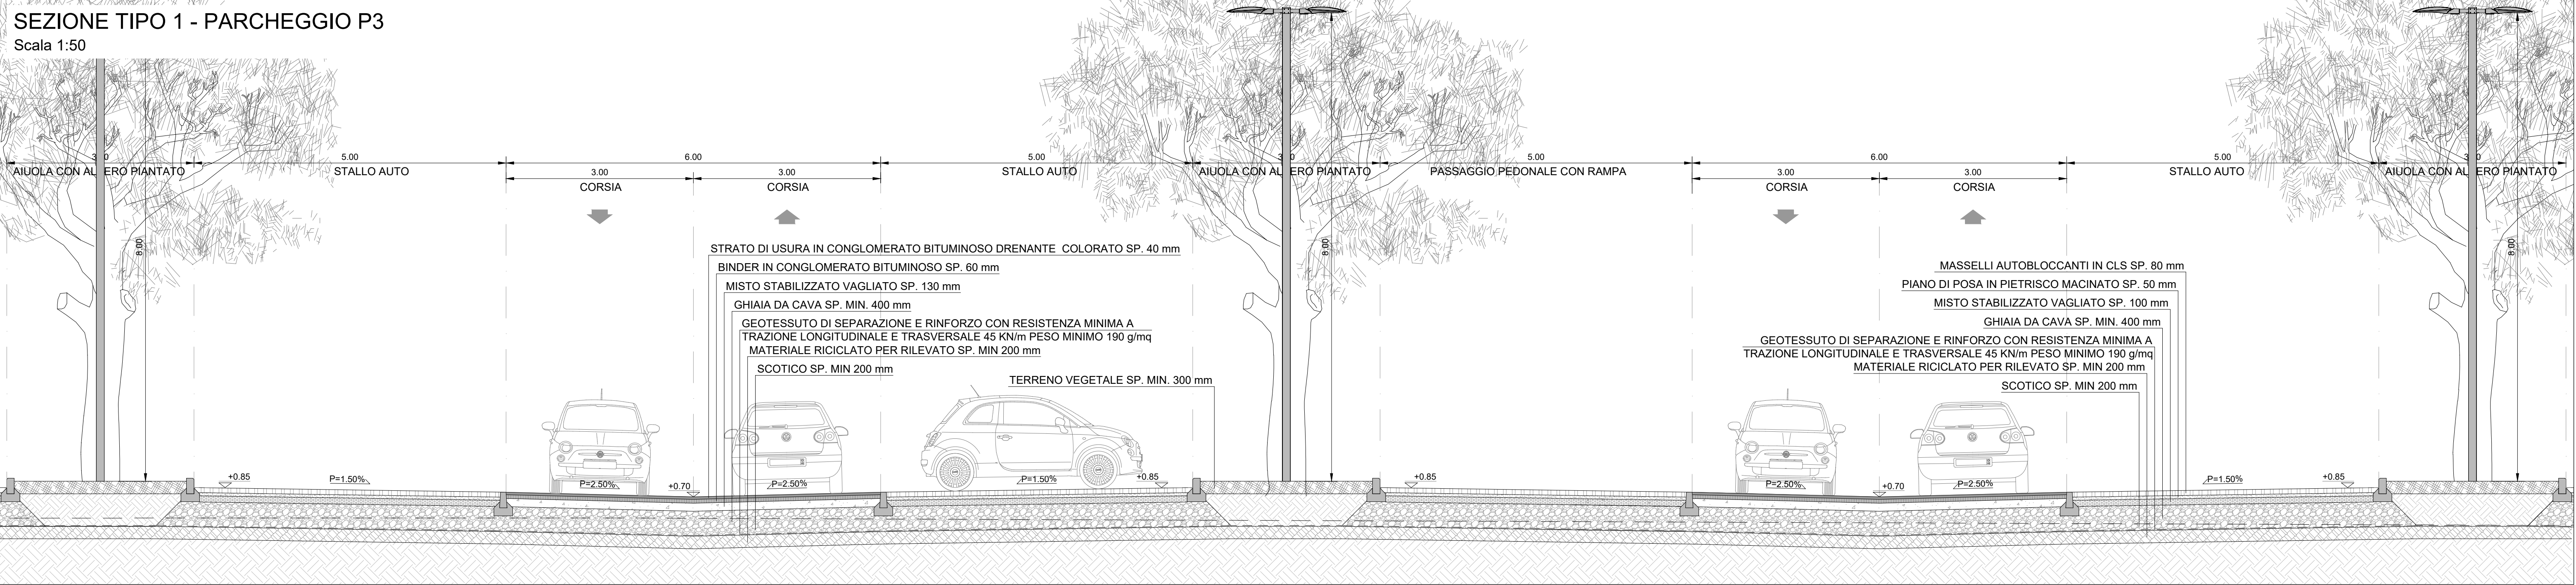 SEZIONE TIPO 1 - PARCHEGGIO P3
Scala 1:50
5.00 6.00 5.00 5.00 6.00 5.00
AIUOLA CON AL ERO PIANTATO STALLO AUTO STALLO AUTO AIUOLA CON AL ERO PIANTATO PASSAGGIO PEDONALE CON RAMPA STALLO AUTO AIUOLA CON AL ERO PIANTATO
3.00 3.00 3.00 3.00
CORSIA CORSIA CORSIA CORSIA
8.00 8.00 8.00
STRATO DI USURA IN CONGLOMERATO BITUMINOSO DRENANTE COLORATO SP. 40 mm
BINDER IN CONGLOMERATO BITUMINOSO SP. 60 mm
MISTO STABILIZZATO VAGLIATO SP. 130 mm
GHIAIA DA CAVA SP. MIN. 400 mm
GEOTESSUTO DI SEPARAZIONE E RINFORZO CON RESISTENZA MINIMA A
TRAZIONE LONGITUDINALE E TRASVERSALE 45 KN/m PESO MINIMO 190 g/mq
MATERIALE RICICLATO PER RILEVATO SP. MIN 200 mm
SCOTICO SP. MIN 200 mm
TERRENO VEGETALE SP. MIN. 300 mm
MASSELLI AUTOBLOCCANTI IN CLS SP. 80 mm
PIANO DI POSA IN PIETRISCO MACINATO SP. 50 mm
MISTO STABILIZZATO VAGLIATO SP. 100 mm
GHIAIA DA CAVA SP. MIN. 400 mm
GEOTESSUTO DI SEPARAZIONE E RINFORZO CON RESISTENZA MINIMA A
TRAZIONE LONGITUDINALE E TRASVERSALE 45 KN/m PESO MINIMO 190 g/mq
MATERIALE RICICLATO PER RILEVATO SP. MIN 200 mm
SCOTICO SP. MIN 200 mm
+0.85 P=1.50% P=2.50% +0.70 P=2.50% P=1.50% +0.85 +0.85 P=2.50% +0.70 P=2.50% P=1.50% +0.85